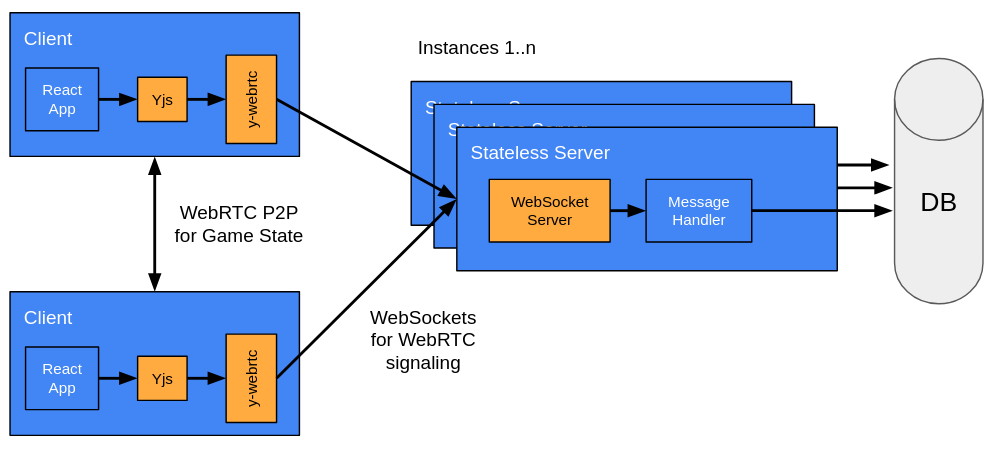 Client
React
App
Yjs
y-webrtc
WebRTC P2P
for Game State
Client
React
App
Yjs
y-webrtc
WebSockets
for WebRTC
signaling
Instances 1..n
Stateless Server
WebSocket
Server
Message
Handler
DB